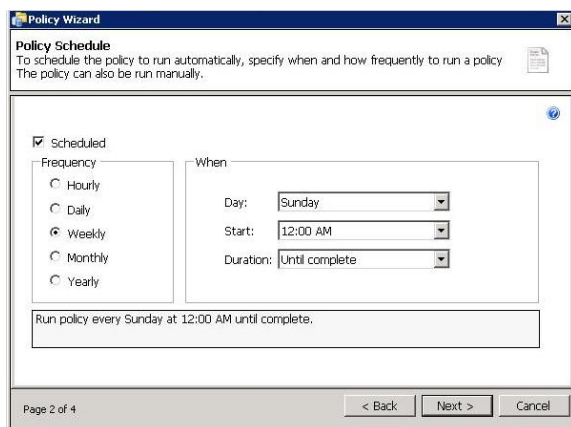 Policy Wizard
Policy Schedule
To schedule the policy to run automatically, specify when and how frequently to run a policy
The policy can also be run manually.
Scheduled
Frequency
Hourly
Daily
Weekly
Monthly
Yearly
When
Day: Sunday
Start: 12:00 AM
Duration: Until complete
Run policy every Sunday at 12:00 AM until complete.
Page 2 of 4
< Back
Next >
Cancel